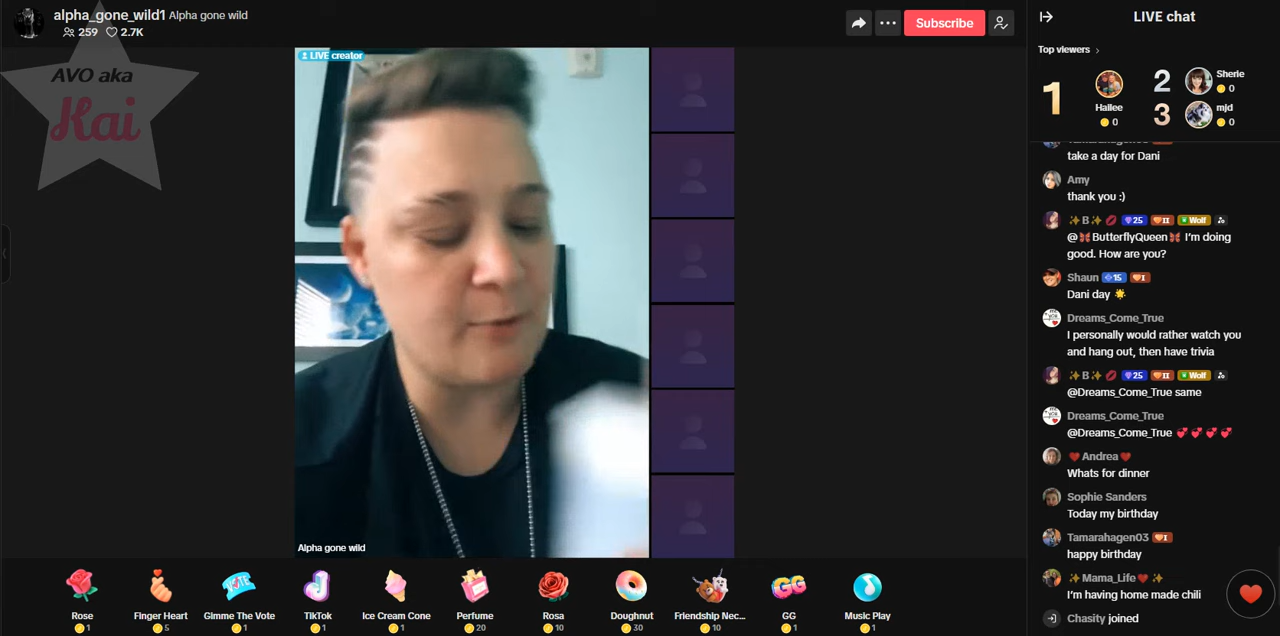 alpha_gone_wild1 Alpha gone wild
259 2.7K
Subscribe
AVO aka
Kai
LIVE creator
Alpha gone wild
Rose
1
Finger Heart
5
Gimme The Vote
1
TikTok
1
Ice Cream Cone
1
Perfume
20
Rosa
10
Doughnut
30
Friendship Nec...
10
GG
1
Music Play
1
LIVE chat
Top viewers
1
Hailee
0
2
Sherle
0
3
mjd
0
take a day for Dani
Amy
thank you :)
✨B✨💋 25 II Wolf
@🦋ButterflyQueen🦋 I'm doing
good. How are you?
Shaun 15 I
Dani day 🌟
Dreams_Come_True
I personally would rather watch you
and hang out, then have trivia
✨B✨💋 25 II Wolf
@Dreams_Come_True same
Dreams_Come_True
@Dreams_Come_True 💞💞💞💞
❤️Andrea❤️
Whats for dinner
Sophie Sanders
Today my birthday
Tamarahagen03 I
happy birthday
✨Mama_Life❤️✨
I'm having home made chili
Chasity joined